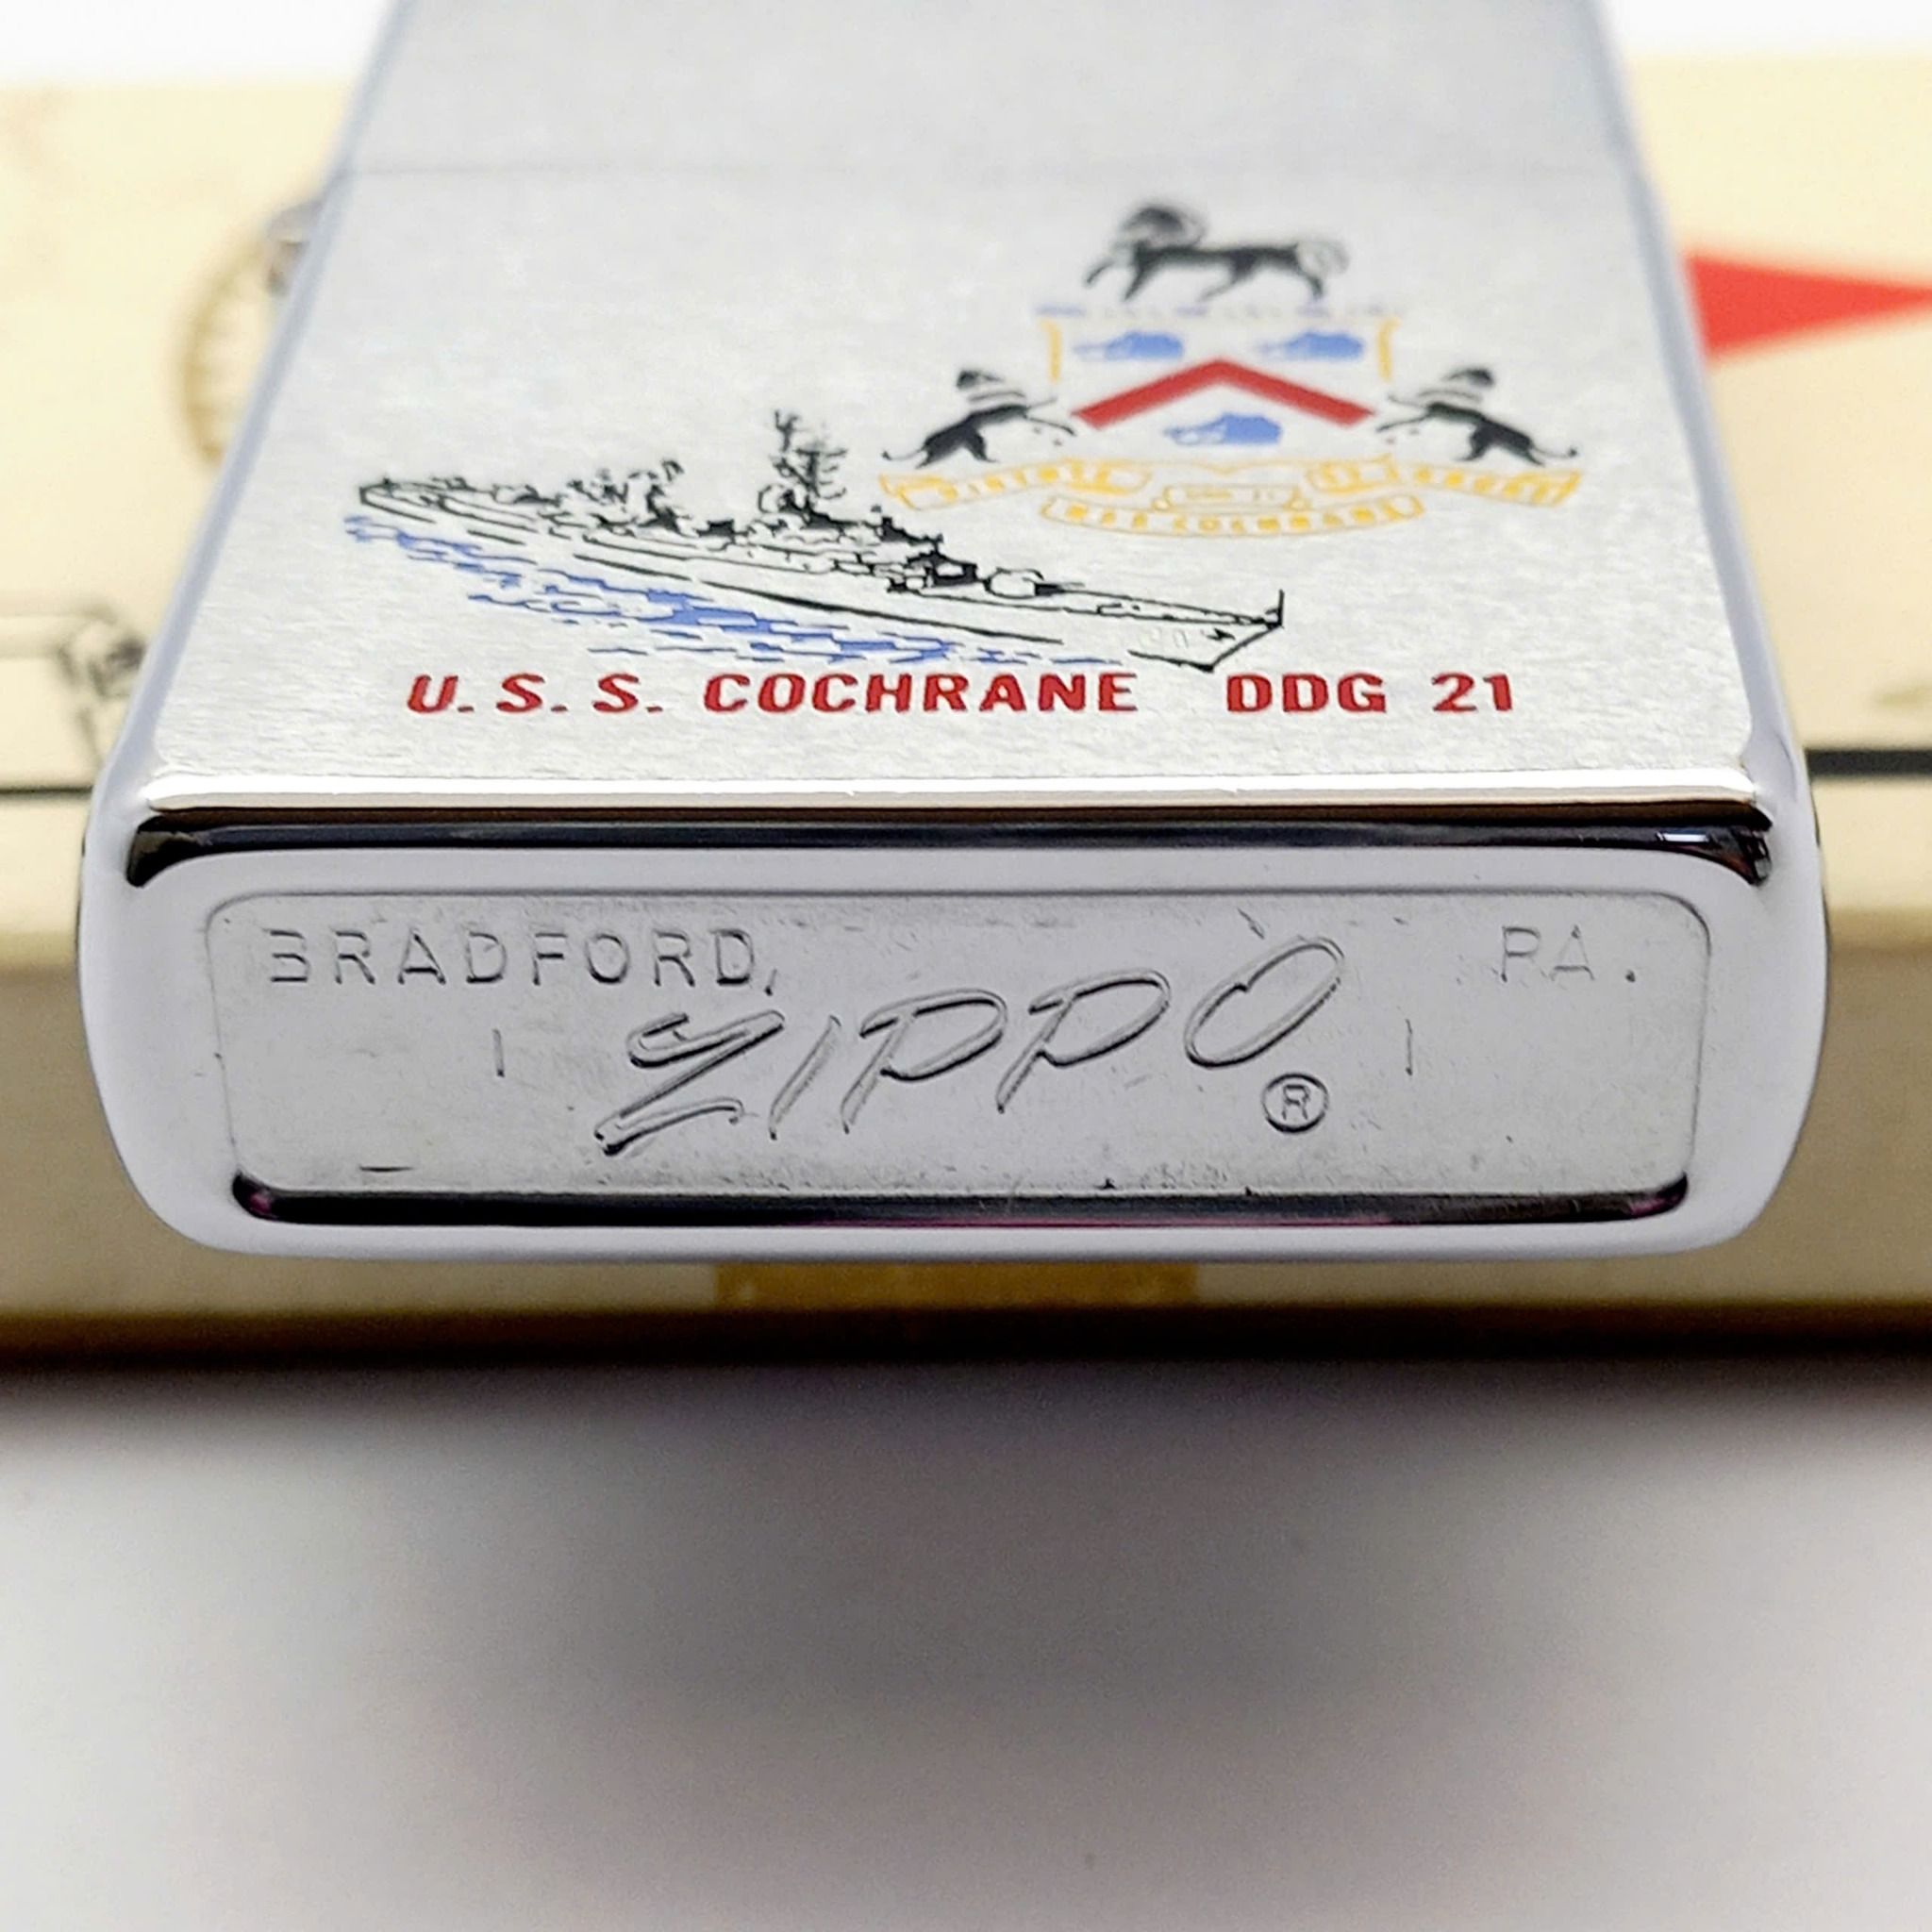 U. S. S. COCHRANE DDG 21
BRADFORD, PA.
| ZIPPO ® |